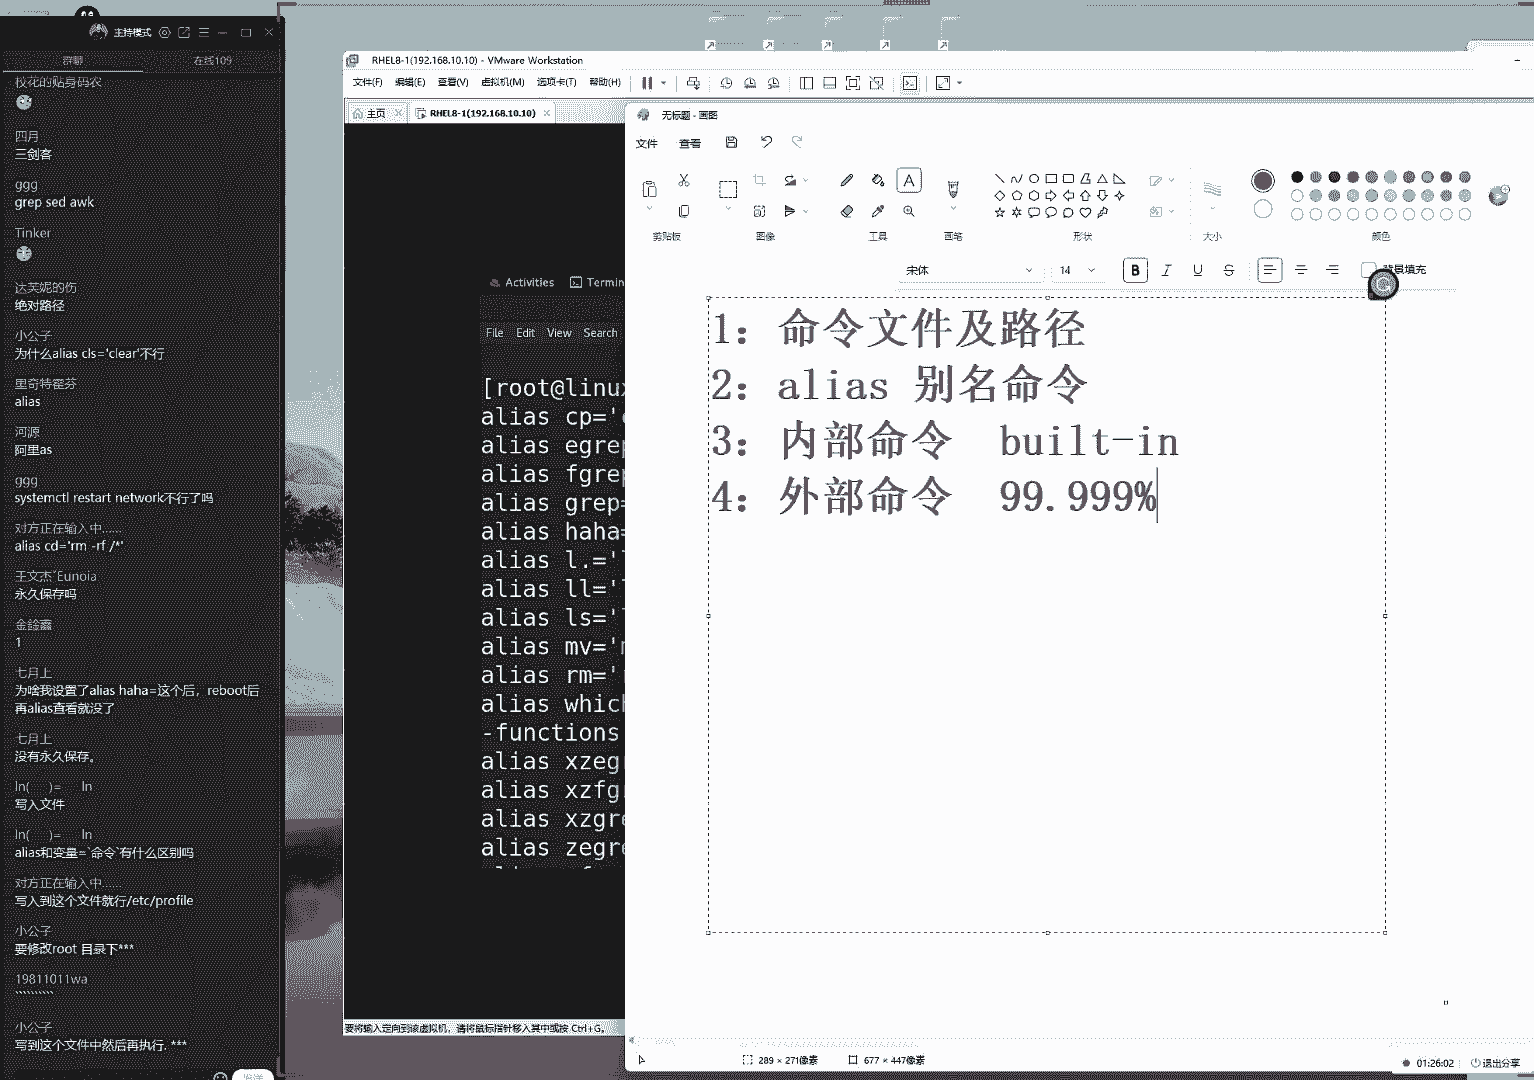 主持模式
群聊
在线109
校花的贴身码农
四月
三剑客
ggg
grep sed awk
Tinker
达芙妮的伤
绝对路径
小公子
为什么alias cls='clear'不行
里奇特霍芬
alias
河源
阿里as
ggg
systemctl restart network不行了吗
对方正在输入中......
alias cd='rm -rf /*'
王文杰˚Eunoia
永久保存吗
金鍂鑫
1
七月上
为啥我设置了alias haha=这个后，reboot后
再alias查看就没了
七月上
没有永久保存。
ln( )= ln
写入文件
ln( )= ln
alias和变量=`命令`有什么区别吗
对方正在输入中......
写入到这个文件就行/etc/profile
小公子
要修改root 目录下***
19811011wa
、、、、、、、、、、
小公子
写到这个文件中然后再执行. ***
发送
RHEL8-1(192.168.10.10) - VMware Workstation
文件(F) 编辑(E) 查看(V) 虚拟机(M) 选项卡(T) 帮助(H)
主页
RHEL8-1(192.168.10.10)
Activities
Termin
File Edit View Search
[root@linux
alias cp='
alias egre
alias fgre
alias grep=
alias haha=
alias l.='
alias ll='
alias ls='
alias mv='
alias rm='
alias whic
-functions
alias xzeg
alias xzfg
alias xzgr
alias zegr
要将输入定向到该虚拟机，请将鼠标指针移入其中或按 Ctrl+G。
无标题 - 画图
文件 查看
剪贴板
图像
工具
画笔
形状
大小
颜色
宋体
14
B I U S
背景填充
1：命令文件及路径
2：alias 别名命令
3：内部命令 built-in
4：外部命令 99.999%
289 × 271像素
677 × 447像素
01:26:02
退出分享